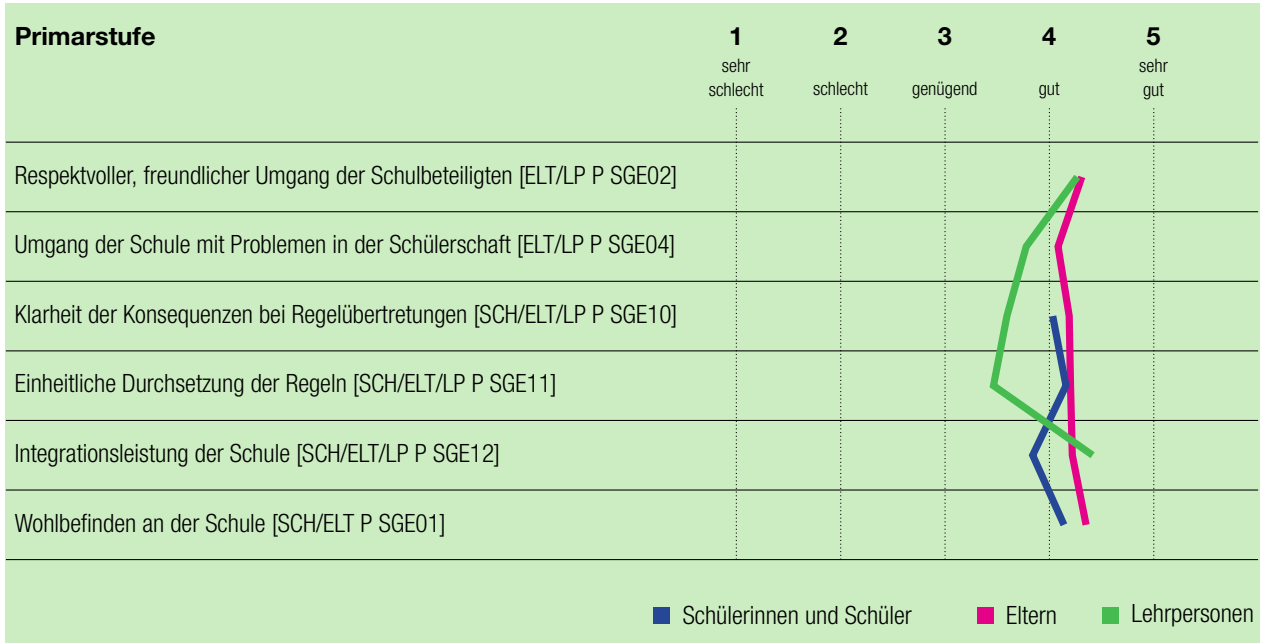 Primarstufe 1 2 3 4 5
sehr sehr
schlecht schlecht genügend gut gut
Respektvoller, freundlicher Umgang der Schulbeteiligten [ELT/LP P SGE02]
Umgang der Schule mit Problemen in der Schülerschaft [ELT/LP P SGE04]
Klarheit der Konsequenzen bei Regelübertretungen [SCH/ELT/LP P SGE10]
Einheitliche Durchsetzung der Regeln [SCH/ELT/LP P SGE11]
Integrationsleistung der Schule [SCH/ELT/LP P SGE12]
Wohlbefinden an der Schule [SCH/ELT P SGE01]
Schülerinnen und Schüler Eltern Lehrpersonen